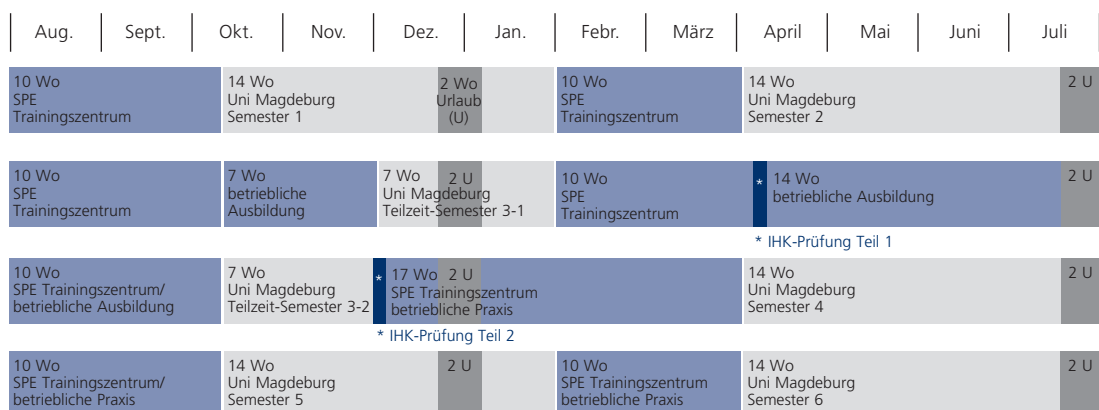 Aug. Sept. Okt. Nov. Dez. Jan. Febr. März April Mai Juni Juli
10 Wo
SPE
Trainingszentrum
14 Wo
Uni Magdeburg
Semester 1
2 Wo
Urlaub
(U)
10 Wo
SPE
Trainingszentrum
14 Wo
Uni Magdeburg
Semester 2
2 U
10 Wo
SPE
Trainingszentrum
7 Wo
betriebliche
Ausbildung
7 Wo
Uni Magdeburg
Teilzeit-Semester 3-1
2 U
10 Wo
SPE
Trainingszentrum
*
14 Wo
betriebliche Ausbildung
2 U
* IHK-Prüfung Teil 1
10 Wo
SPE Trainingszentrum/
betriebliche Ausbildung
7 Wo
Uni Magdeburg
Teilzeit-Semester 3-2
*
17 Wo
SPE Trainingszentrum
betriebliche Praxis
2 U
14 Wo
Uni Magdeburg
Semester 4
2 U
* IHK-Prüfung Teil 2
10 Wo
SPE Trainingszentrum/
betriebliche Praxis
14 Wo
Uni Magdeburg
Semester 5
2 U
10 Wo
SPE Trainingszentrum
betriebliche Praxis
14 Wo
Uni Magdeburg
Semester 6
2 U